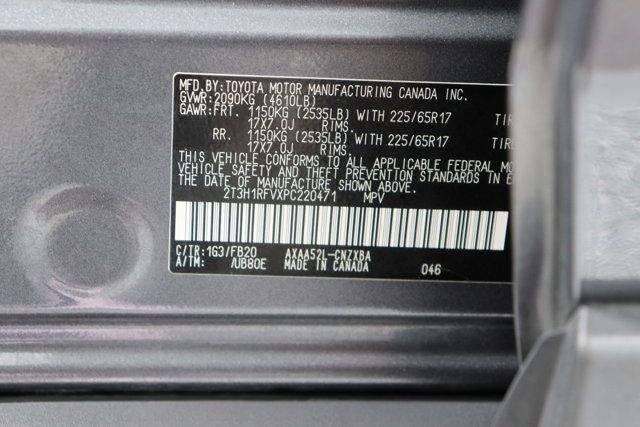 MFD.BY:TOYOTA MOTOR MANUFACTURING CANADA INC.
GVWR:2090KG (4610LB)
GAWR:FRT. 1150KG (2535LB) WITH 225/65R17 TIR
17X7.0J RIMS.
RR. 1150KG (2535LB) WITH 225/65R17 TIR
17X7.0J RIMS.
THIS VEHICLE CONFORMS TO ALL APPLICABLE FEDERAL MO
VEHICLE SAFETY AND THEFT PREVENTION STANDARDS IN E
THE DATE OF MANUFACTURE SHOWN ABOVE.
2T3H1RFVXPC220471 MPV
C/TR:1G3/FB20 AXAA52L-CNZXBA
A/TM: /UB80E MADE IN CANADA 046